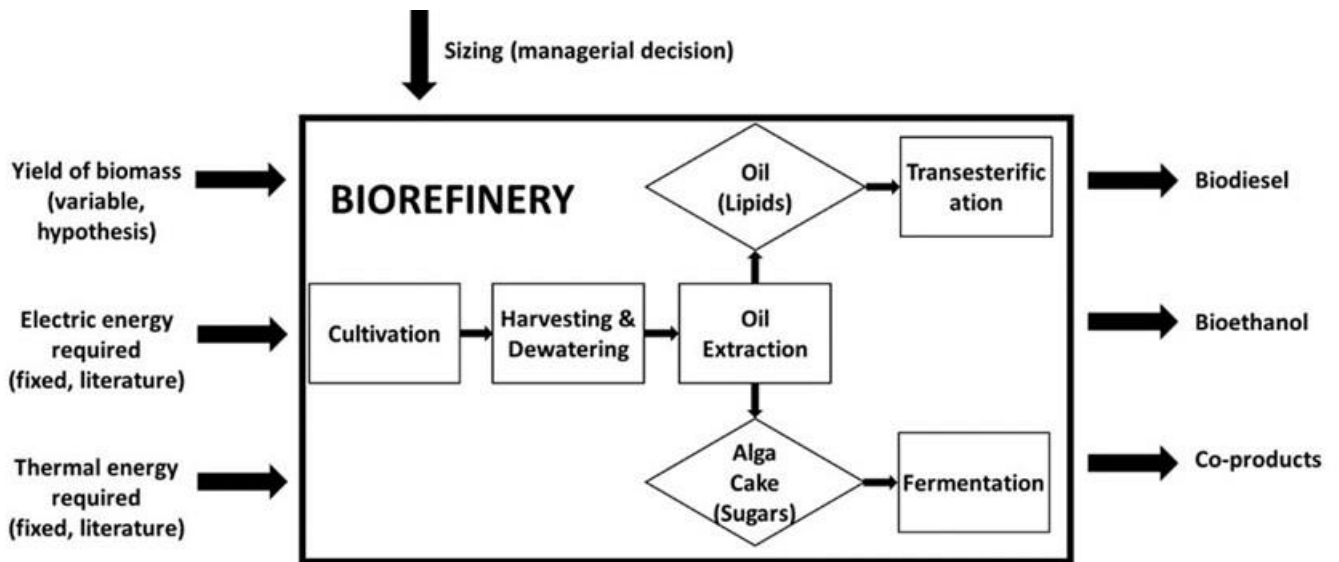 Sizing (managerial decision)
Yield of biomass
(variable,
hypothesis)
Electric energy
required
(fixed, literature)
Thermal energy
required
(fixed, literature)
BIOREFINERY
Cultivation
Harvesting &
Dewatering
Oil
Extraction
Oil
(Lipids)
Transesterific
ation
Alga
Cake
(Sugars)
Fermentation
Biodiesel
Bioethanol
Co-products